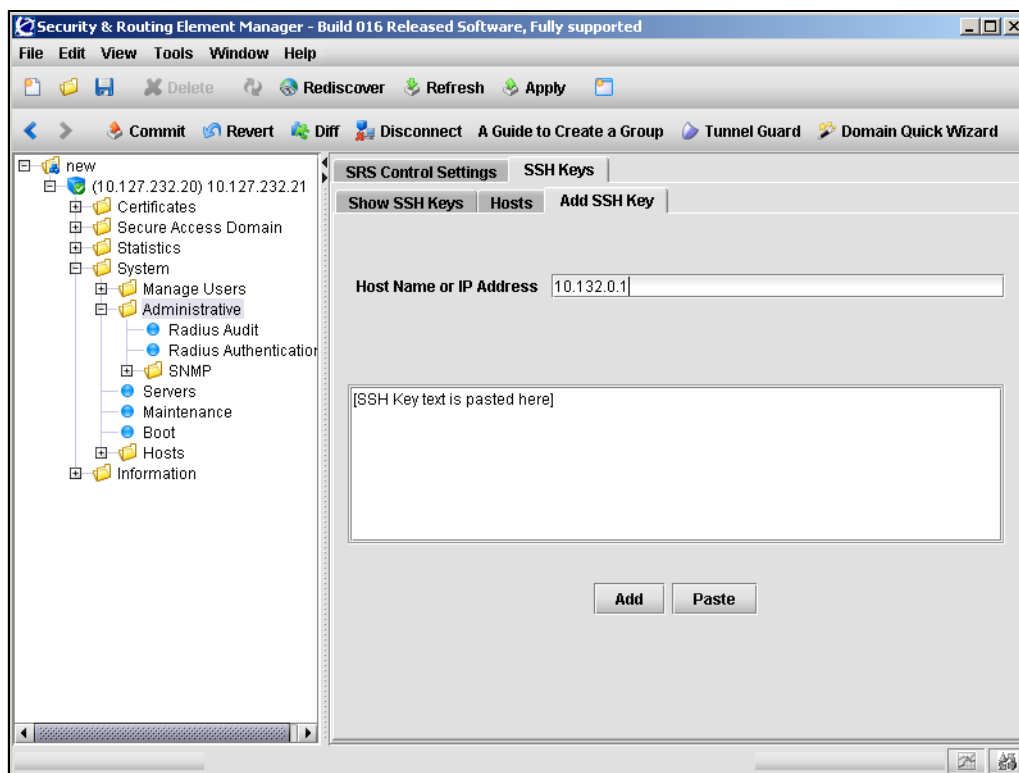 Security & Routing Element Manager - Build 016 Released Software, Fully supported
File Edit View Tools Window Help
Delete Rediscover Refresh Apply
Commit Revert Diff Disconnect A Guide to Create a Group Tunnel Guard Domain Quick Wizard
new
(10.127.232.20) 10.127.232.21
Certificates
Secure Access Domain
Statistics
System
Manage Users
Administrative
Radius Audit
Radius Authentication
SNMP
Servers
Maintenance
Boot
Hosts
Information
SRS Control Settings SSH Keys
Show SSH Keys Hosts Add SSH Key
Host Name or IP Address 10.132.0.1
[SSH Key text is pasted here]
Add Paste